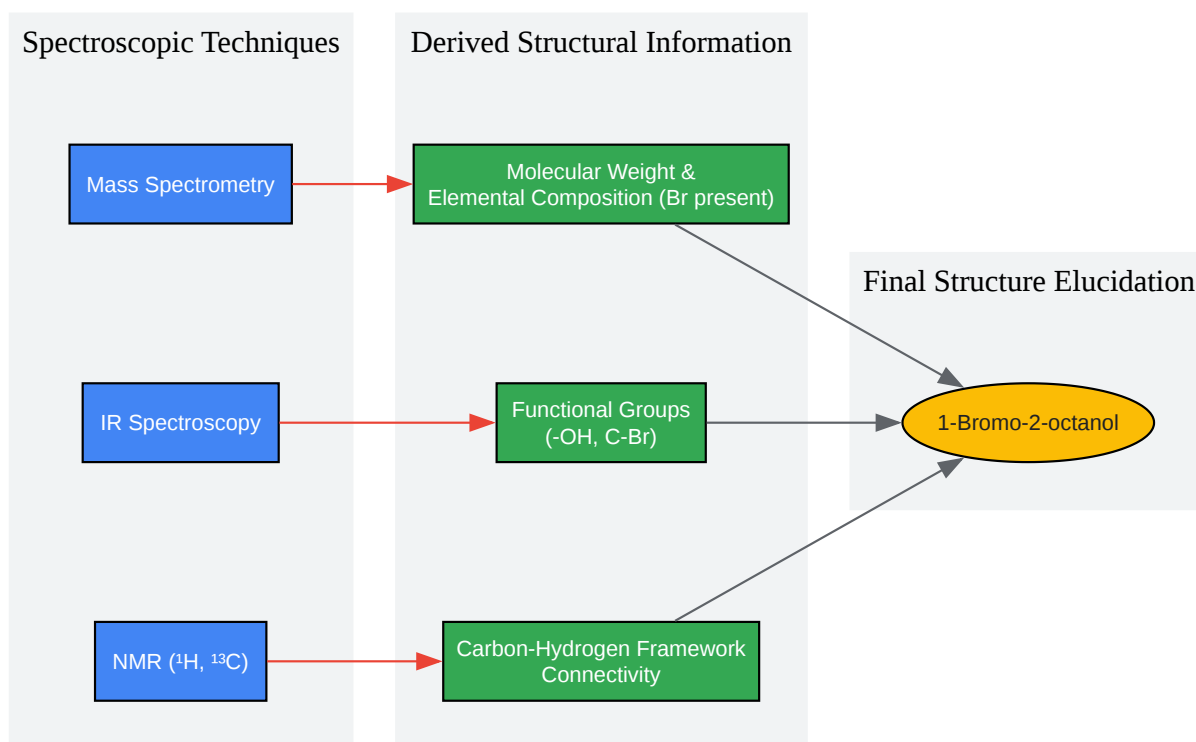 Spectroscopic Techniques
Derived Structural Information
Mass Spectrometry
Molecular Weight &
Elemental Composition (Br present)
Final Structure Elucidation
IR Spectroscopy
Functional Groups
(-OH, C-Br)
1-Bromo-2-octanol
NMR (¹H, ¹³C)
Carbon-Hydrogen Framework
Connectivity